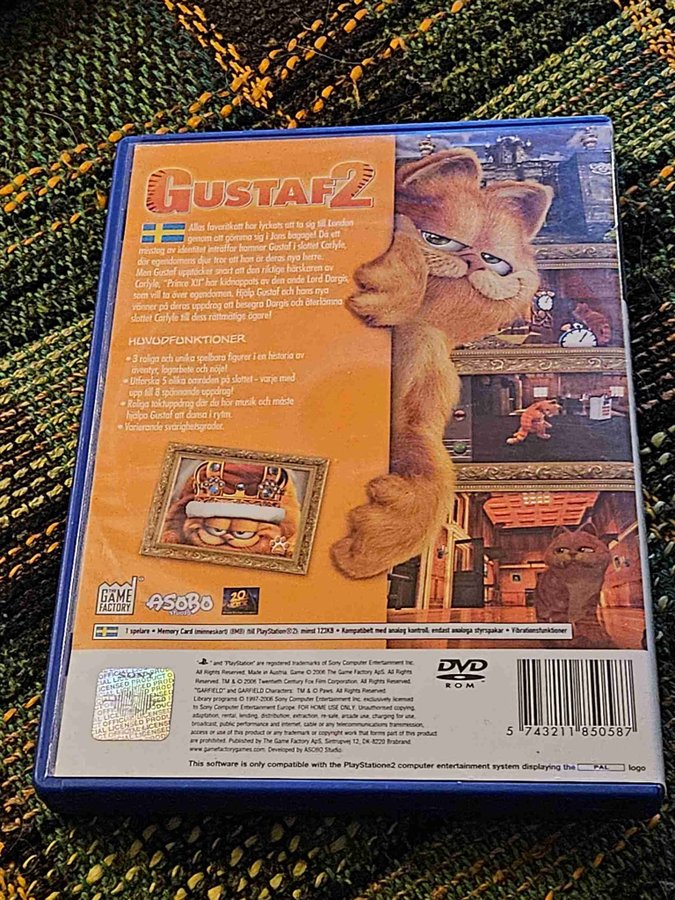 GUSTAF2
Allas favoritkatt har lyckats att ta sig till London
genom att gömma sig i Jons bagage! Då ett
misstag av identitet inträffar hamnar Gustaf i slottet Carlyle,
där egendomens djur tror att han är deras nya herre.
Men Gustaf upptäcker snart att den riktige härskaren av
Carlyle, "Prince XII" har kidnappats av den onde Lord Dargis,
som vill ta över egendomen. Hjälp Gustaf och hans nya
vänner på deras uppdrag att besegra Dargis och återlämna
slottet Carlyle till dess rättmätige ägare!
HUVUDFUNKTIONER
• 3 roliga och unika spelbara figurer i en historia av
äventyr, lagarbete och nöje!
• Utforska 5 olika områden på slottet - varje med
upp till 8 spännande uppdrag!
• Roliga taktuppdrag där du hör musik och måste
hjälpa Gustaf att dansa i rytm.
• Varierande svårighetsgrader.
THE
GAME
FACTORY
ASOBO
STUDIO
20
1 spelare • Memory Card (minneskort) (8MB) (till PlayStation®2): minst 123KB • Kompatibelt med analog kontroll: endast analoga styrspakar • Vibrationsfunktioner
SONY
" and "PlayStation" are registered trademarks of Sony Computer Entertainment Inc.
All Rights Reserved. Made in Austria. Game © 2006 The Game Factory ApS. All Rights
Reserved. TM & © 2006 Twentieth Century Fox Film Corporation. All Rights Reserved.
"GARFIELD" and GARFIELD Characters: TM & © Paws. All Rights Reserved.
Library programs © 1997-2006 Sony Computer Entertainment Inc. exclusively licensed
to Sony Computer Entertainment Europe. FOR HOME USE ONLY. Unauthorised copying,
adaptation, rental, lending, distribution, extraction, re-sale, arcade use, charging for use,
broadcast, public performance and internet, cable or any telecommunications transmission,
access or use of this product or any trademark or copyright work that forms part of this product
are prohibited. Published by The Game Factory ApS, Sintrupvej 12, DK-8220 Brabrand.
www.gamefactorygames.com. Developed by ASOBO Studio.
DVD
ROM
5 743211 850587
This software is only compatible with the PlayStation®2 computer entertainment system displaying the PAL logo